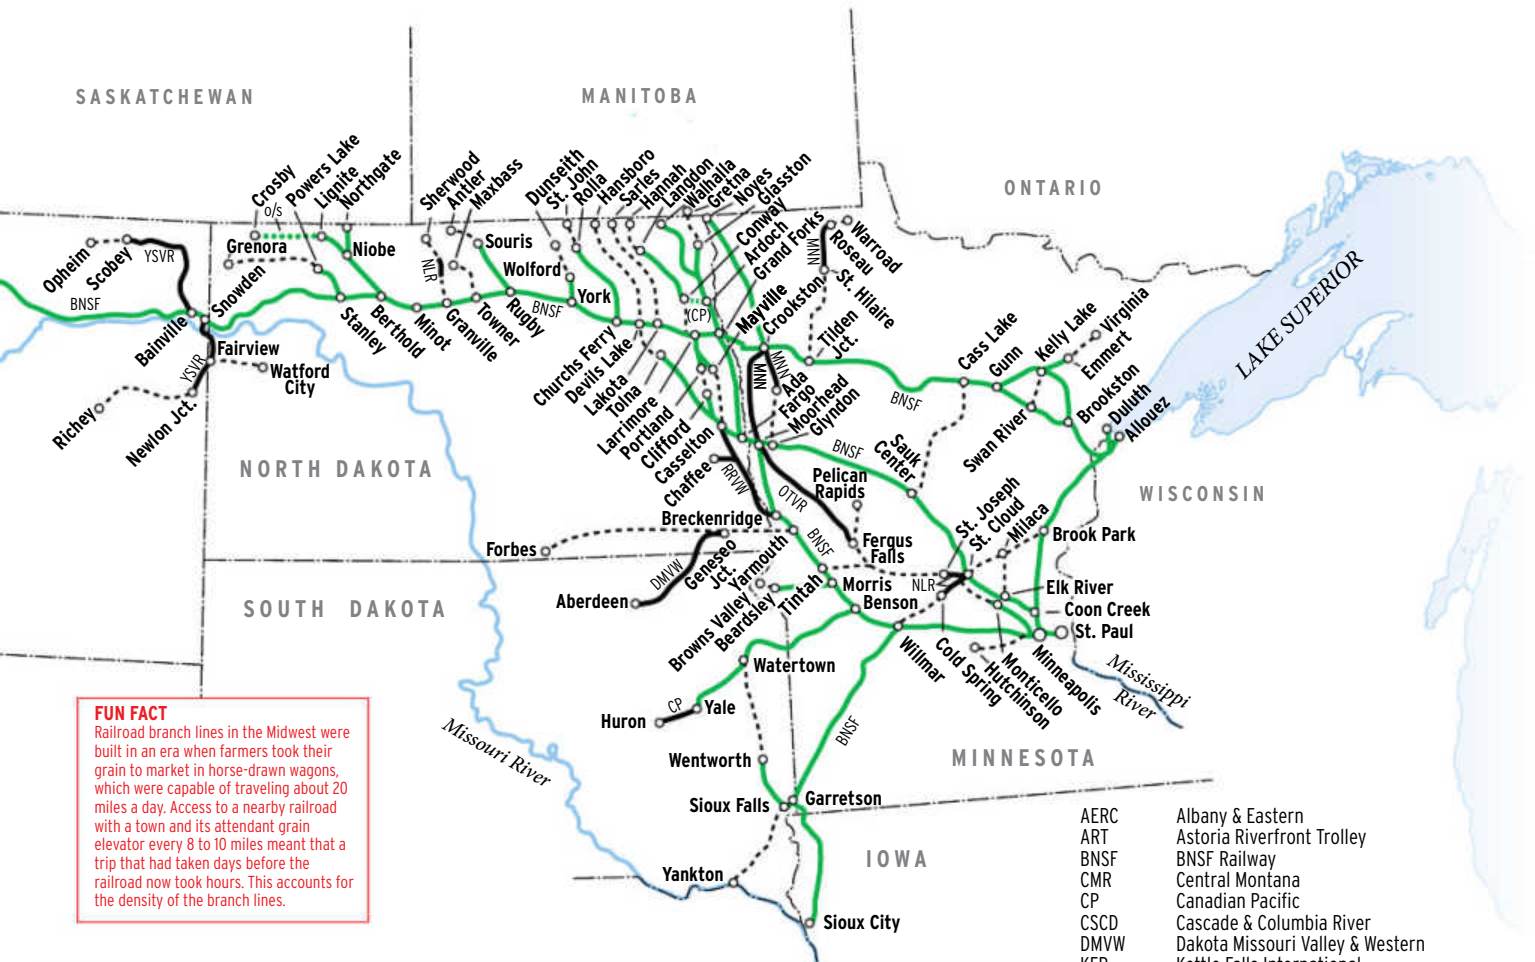 SASKATCHEWAN
MANITOBA
ONTARIO
Crosby
o/s
Powers Lake
Lignite
Northgate
Sherwood
Antler
Maxbass
Dunseith
St. John
Rolla
Hansboro
Sarles
Hannah
Langdon
Walhalla
Gretna
Noyes
Glasston
Conway
Ardoch
Grand Forks
Roseau
Warroad
MNN
St. Hilaire
Opheim
Scobey
YSVR
Grenora
Snowden
Niobe
NLR
Souris
Wolford
York
BNSF
BNSF
(CP)
Mayville
Crookston
Tilden
Jct.
Bainville
Fairview
YSVR
Watford
City
Richey
Newlon Jct.
Stanley
Berthold
Minot
Granville
Towner
Rugby
Churchs Ferry
Devils Lake
Lakota
Tolna
Larrimore
Portland
Clifford
Casselton
Chaffee
MNN
MNN
Ada
Fargo
Moorhead
Glyndon
BNSF
Cass Lake
Gunn
Kelly Lake
Virginia
Emmert
Swan River
Brookston
Duluth
Allouez
LAKE SUPERIOR
NORTH DAKOTA
WISCONSIN
RRVW
OTVR
BNSF
Sauk
Center
Pelican
Rapids
St. Joseph
St. Cloud
Milaca
Brook Park
Breckenridge
Forbes
BNSF
Fergus
Falls
DMVW
Geneseo
Jct.
Yarmouth
Aberdeen
SOUTH DAKOTA
Browns Valley
Beardsley
Tintah
Morris
Benson
NLR
Elk River
Coon Creek
St. Paul
Willmar
Cold Spring
Hutchinson
Monticello
Minneapolis
Mississippi
River
Watertown
CP
Yale
Huron
BNSF
Missouri River
Wentworth
MINNESOTA
Sioux Falls
Garretson
IOWA
Yankton
Sioux City
FUN FACT
Railroad branch lines in the Midwest were
built in an era when farmers took their
grain to market in horse-drawn wagons,
which were capable of traveling about 20
miles a day. Access to a nearby railroad
with a town and its attendant grain
elevator every 8 to 10 miles meant that a
trip that had taken days before the
railroad now took hours. This accounts for
the density of the branch lines.
AERC Albany & Eastern
ART Astoria Riverfront Trolley
BNSF BNSF Railway
CMR Central Montana
CP Canadian Pacific
CSCD Cascade & Columbia River
DMVW Dakota Missouri Valley & Western